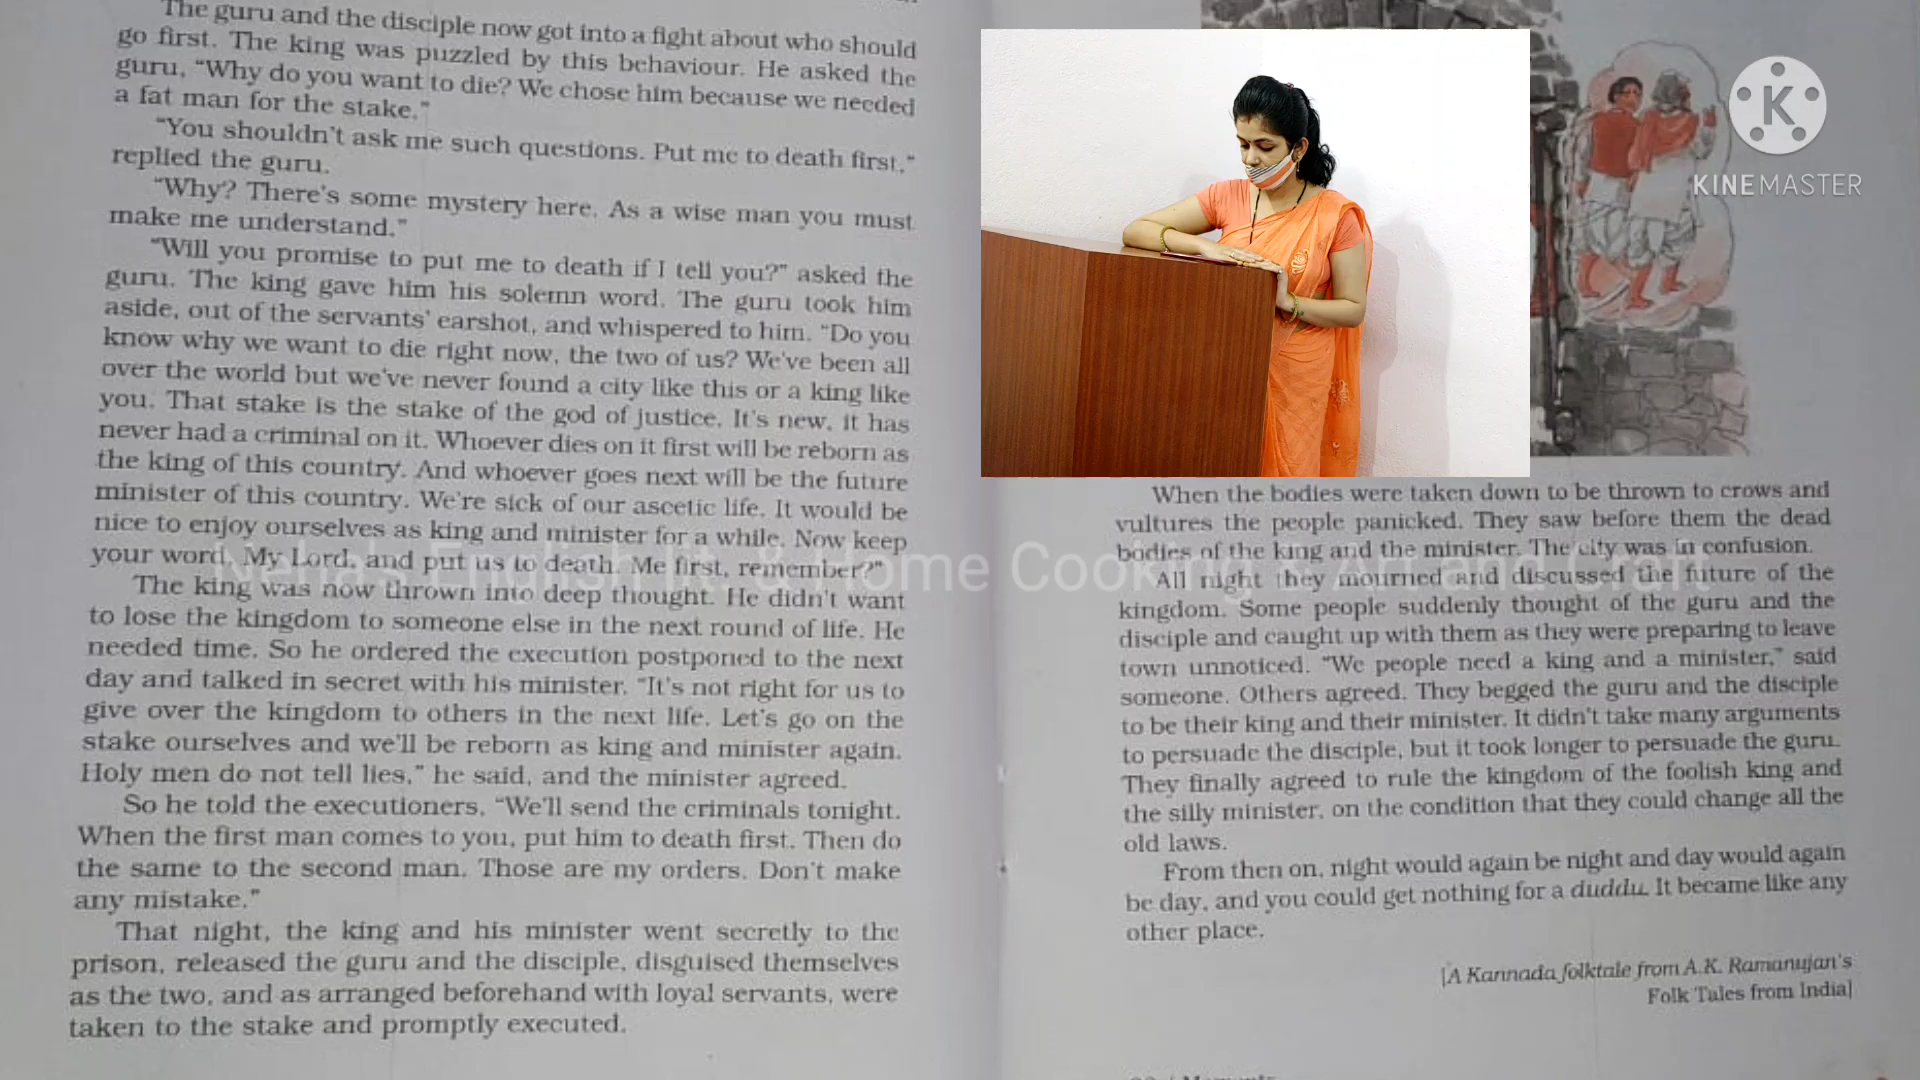 The guru and the disciple now got into a fight about who should
go first. The king was puzzled by this behaviour. He asked the
guru, “Why do you want to die? We chose him because we needed
a fat man for the stake.”
“You shouldn't ask me such questions. Put me to death first,”
replied the guru.
“Why? There's some mystery here. As a wise man you must
make me understand.”
“Will you promise to put me to death if I tell you?” asked the
guru. The king gave him his solemn word. The guru took him
aside, out of the servants' earshot, and whispered to him. “Do you
know why we want to die right now, the two of us? We've been all
over the world but we've never found a city like this or a king like
you. That stake is the stake of the god of justice. It's new, it has
never had a criminal on it. Whoever dies on it first will be reborn as
the king of this country. And whoever goes next will be the future
minister of this country. We're sick of our ascetic life. It would be
nice to enjoy ourselves as king and minister for a while. Now keep
your word, My Lord, and put us to death. Me first, remember?”
The king was now thrown into deep thought. He didn't want
to lose the kingdom to someone else in the next round of life. He
needed time. So he ordered the execution postponed to the next
day and talked in secret with his minister. “It's not right for us to
give over the kingdom to others in the next life. Let's go on the
stake ourselves and we'll be reborn as king and minister again.
Holy men do not tell lies,” he said, and the minister agreed.
So he told the executioners, “We'll send the criminals tonight.
When the first man comes to you, put him to death first. Then do
the same to the second man. Those are my orders. Don't make
any mistake.”
That night, the king and his minister went secretly to the
prison, released the guru and the disciple, disguised themselves
as the two, and as arranged beforehand with loyal servants, were
taken to the stake and promptly executed.
K
KINEMASTER
When the bodies were taken down to be thrown to crows and
vultures the people panicked. They saw before them the dead
bodies of the king and the minister. The city was in confusion.
All night they mourned and discussed the future of the
kingdom. Some people suddenly thought of the guru and the
disciple and caught up with them as they were preparing to leave
town unnoticed. “We people need a king and a minister,” said
someone. Others agreed. They begged the guru and the disciple
to be their king and their minister. It didn't take many arguments
to persuade the disciple, but it took longer to persuade the guru.
They finally agreed to rule the kingdom of the foolish king and
the silly minister, on the condition that they could change all the
old laws.
From then on, night would again be night and day would again
be day, and you could get nothing for a duddu. It became like any
other place.
[A Kannada folktale from A.K. Ramanujan's
Folk Tales from India]
English lit. & Home Cooking & Art and Craft